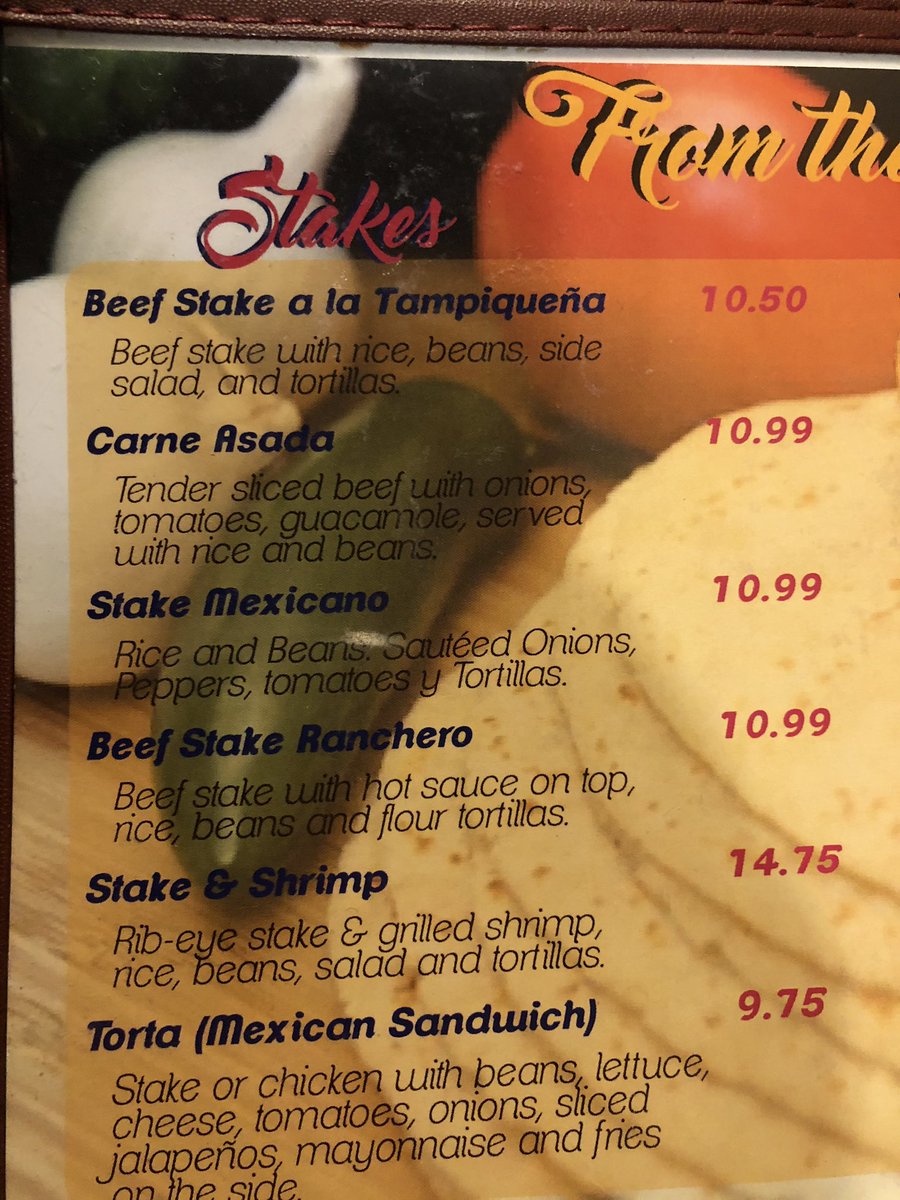 From the
Stakes
Beef Stake a la Tampiqueña 10.50
Beef stake with rice, beans, side
salad, and tortillas.
Carne Asada 10.99
Tender sliced beef with onions,
tomatoes, guacamole, served
with rice and beans.
Stake Mexicano 10.99
Rice and Beans. Sautéed Onions,
Peppers, tomatoes y Tortillas.
Beef Stake Ranchero 10.99
Beef stake with hot sauce on top,
rice, beans and flour tortillas.
Stake & Shrimp 14.75
Rib-eye stake & grilled shrimp,
rice, beans, salad and tortillas.
Torta (Mexican Sandwich) 9.75
Stake or chicken with beans, lettuce,
cheese, tomatoes, onions, sliced
jalapeños, mayonnaise and fries
on the side.